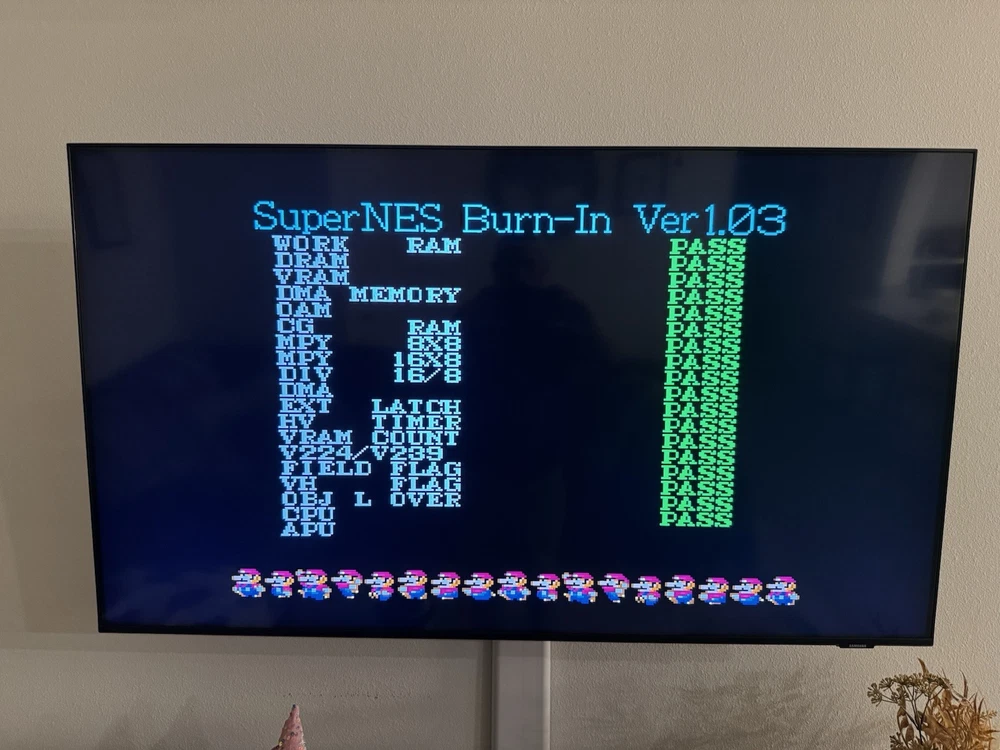 SuperNES Burn-In Ver1.03
WORK RAM PASS
DRAM PASS
VRAM PASS
DMA MEMORY PASS
OAM PASS
CG RAM PASS
MPY 8X8 PASS
MPY 16X8 PASS
DIV 16/8 PASS
DMA PASS
EXT LATCH PASS
HV TIMER PASS
VRAM COUNT PASS
V224/V239 PASS
FIELD FLAG PASS
VH FLAG PASS
OBJ L OVER PASS
CPU PASS
APU
SAMSUNG